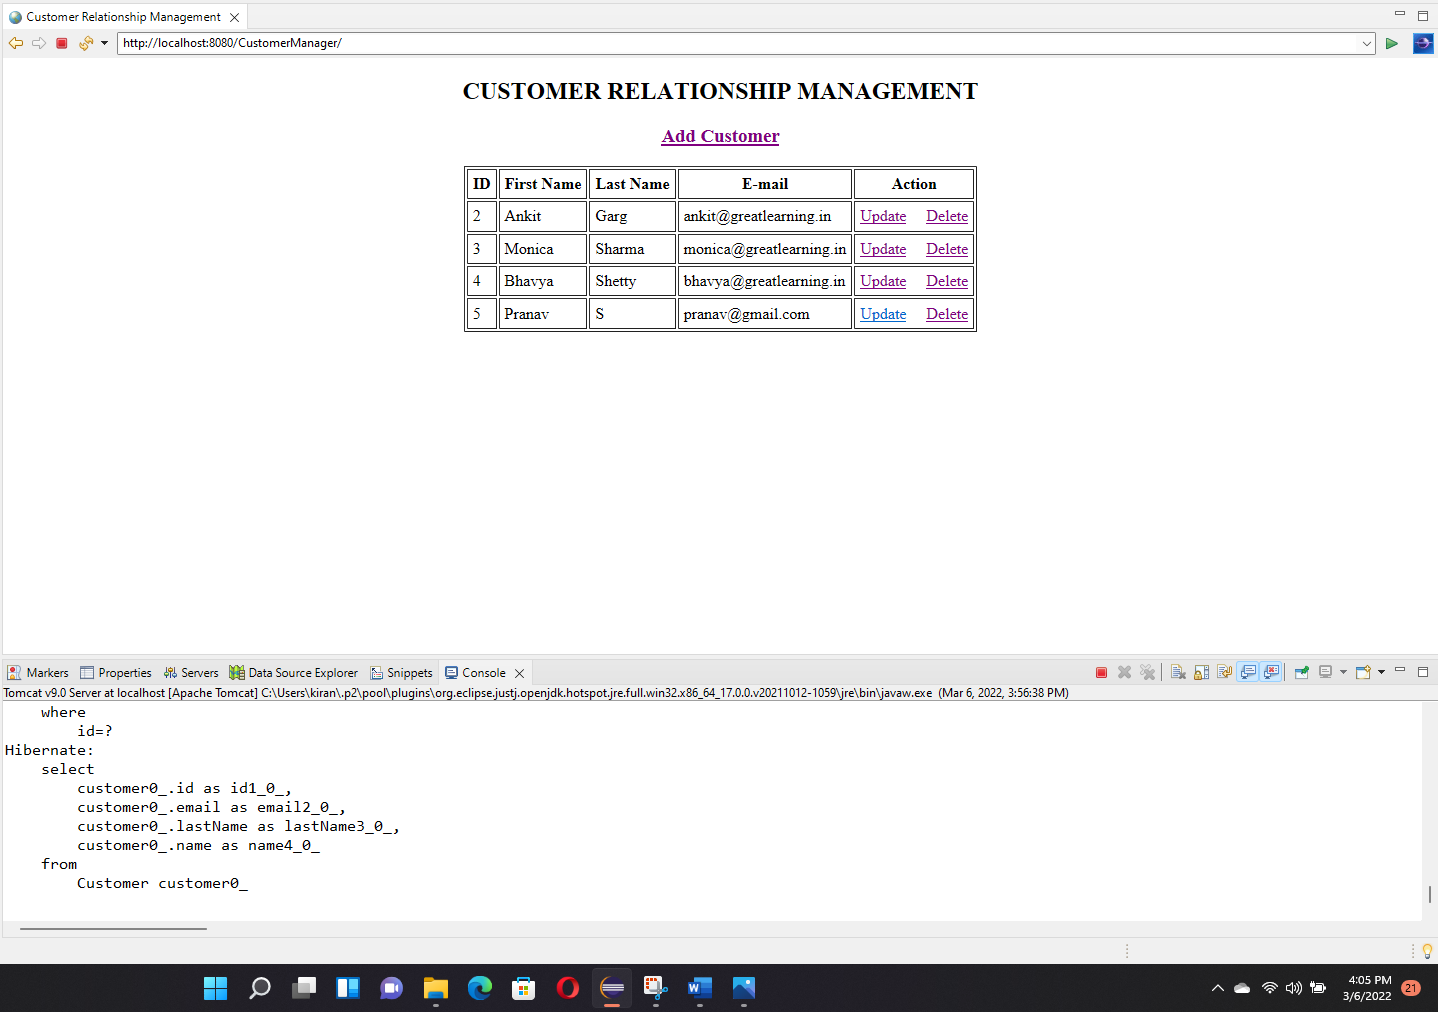 Customer Relationship Management
http://localhost:8080/CustomerManager/
CUSTOMER RELATIONSHIP MANAGEMENT
Add Customer
ID First Name Last Name E-mail Action
2 Ankit Garg ankit@greatlearning.in Update Delete
3 Monica Sharma monica@greatlearning.in Update Delete
4 Bhavya Shetty bhavya@greatlearning.in Update Delete
5 Pranav S pranav@gmail.com Update Delete
Markers Properties Servers Data Source Explorer Snippets Console
Tomcat v9.0 Server at localhost [Apache Tomcat] C:\Users\kiran\.p2\pool\plugins\org.eclipse.justj.openjdk.hotspot.jre.full.win32.x86_64_17.0.0.v20211012-1059\jre\bin\javaw.exe (Mar 6, 2022, 3:56:38 PM)
where
id=?
Hibernate:
select
customer0_.id as id1_0_,
customer0_.email as email2_0_,
customer0_.lastName as lastName3_0_,
customer0_.name as name4_0_
from
Customer customer0_
4:05 PM
3/6/2022
21